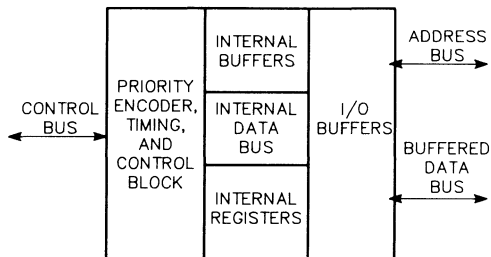 CONTROL
BUS
PRIORITY
ENCODER,
TIMING,
AND
CONTROL
BLOCK
INTERNAL
BUFFERS
INTERNAL
DATA
BUS
INTERNAL
REGISTERS
I/O
BUFFERS
ADDRESS
BUS
BUFFERED
DATA
BUS